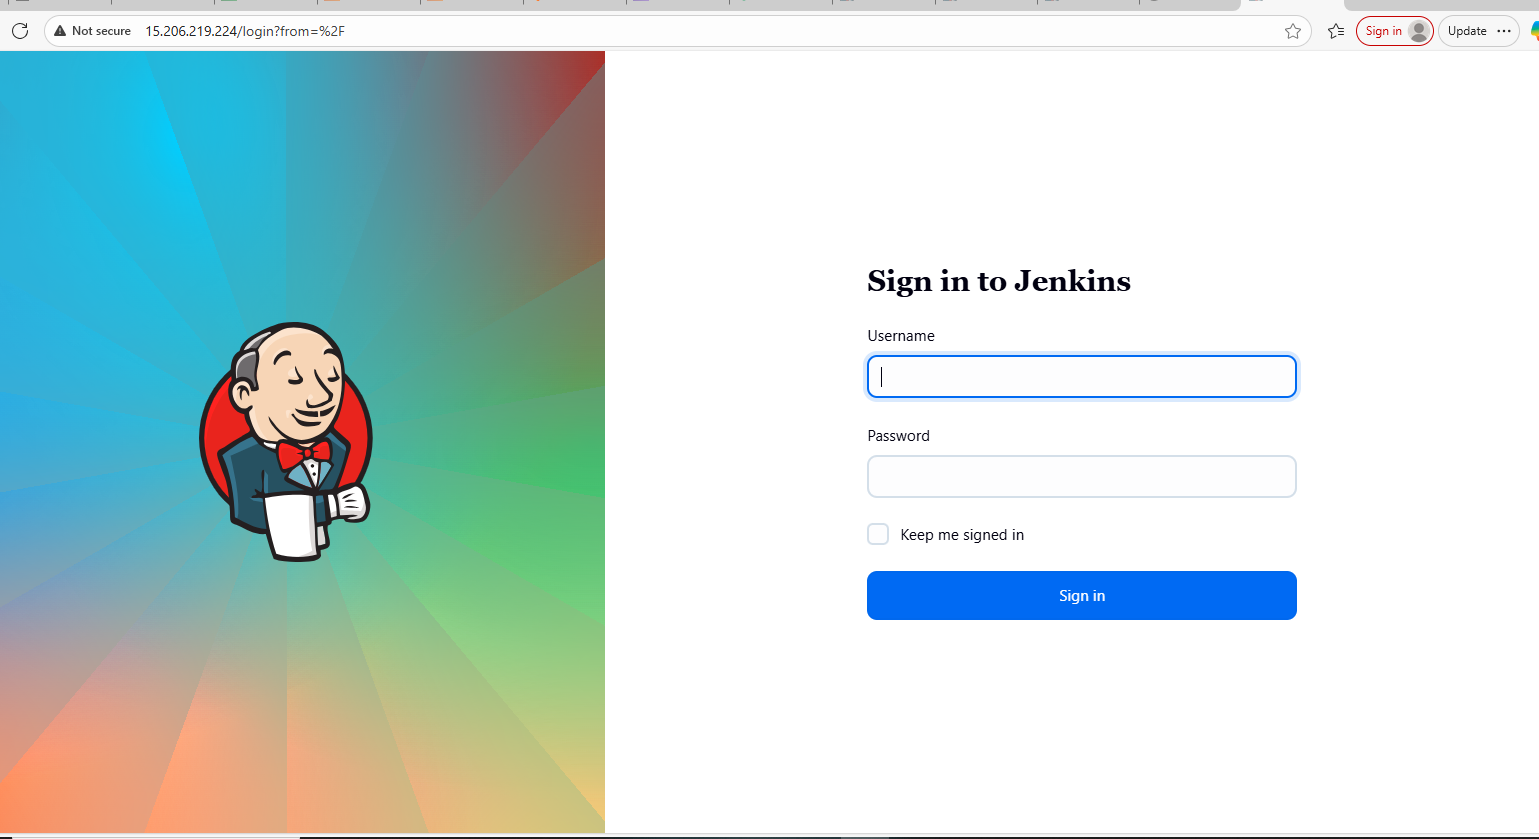 Not secure
15.206.219.224/login?from=%2F
Sign in
Update
Sign in to Jenkins
Username
Password
Keep me signed in
Sign in